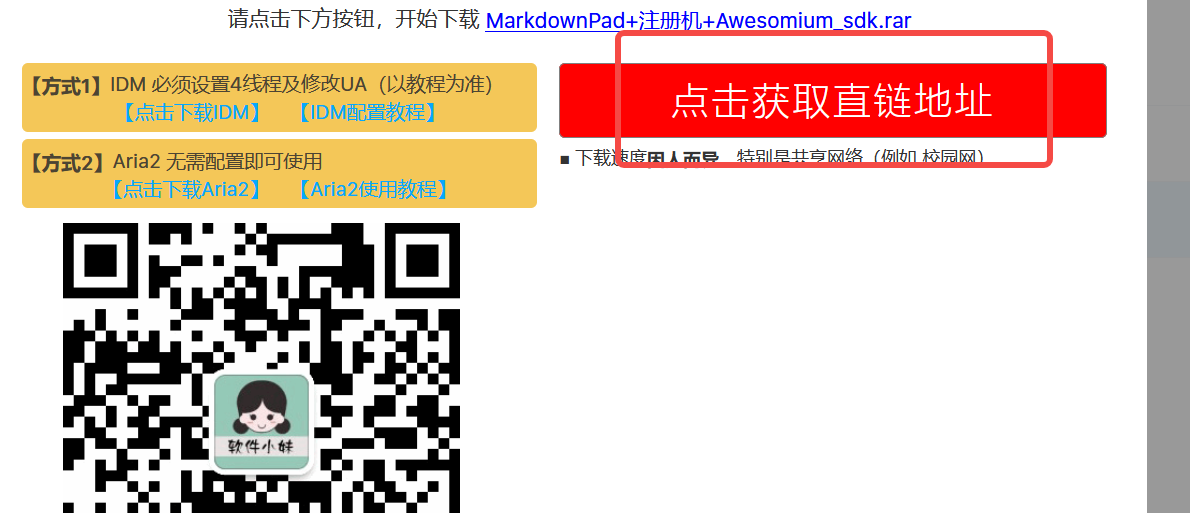 请点击下方按钮，开始下载 MarkdownPad+注册机+Awesomium_sdk.rar
【方式1】IDM 必须设置4线程及修改UA（以教程为准）
【点击下载IDM】 【IDM配置教程】
【方式2】Aria2 无需配置即可使用
【点击下载Aria2】 【Aria2使用教程】
点击获取直链地址
■ 下载速度因人而异，特别是共享网络（例如 校园网）
软件小妹